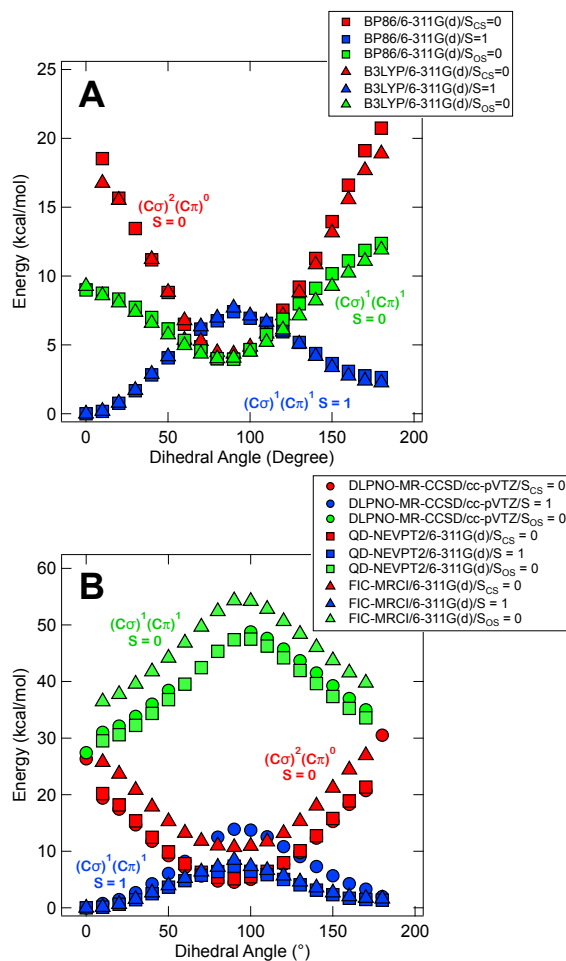 BP86/6-311G(d)/S_CS=0
BP86/6-311G(d)/S=1
BP86/6-311G(d)/S_OS=0
B3LYP/6-311G(d)/S_CS=0
B3LYP/6-311G(d)/S=1
B3LYP/6-311G(d)/S_OS=0
A
25
20
15
10
5
0
Energy (kcal/mol)
(Cσ)²(Cπ)⁰
S = 0
(Cσ)¹(Cπ)¹
S = 0
(Cσ)¹(Cπ)¹ S = 1
0 50 100 150 200
Dihedral Angle (Degree)
DLPNO-MR-CCSD/cc-pVTZ/S_CS = 0
DLPNO-MR-CCSD/cc-pVTZ/S = 1
DLPNO-MR-CCSD/cc-pVTZ/S_OS = 0
QD-NEVPT2/6-311G(d)/S_CS = 0
QD-NEVPT2/6-311G(d)/S = 1
QD-NEVPT2/6-311G(d)/S_OS = 0
FIC-MRCI/6-311G(d)/S_CS = 0
FIC-MRCI/6-311G(d)/S = 1
FIC-MRCI/6-311G(d)/S_OS = 0
B
60
50
40
30
20
10
0
Energy (kcal/mol)
(Cσ)¹(Cπ)¹
S = 0
(Cσ)²(Cπ)⁰
S = 0
(Cσ)¹(Cπ)¹
S = 1
0 50 100 150 200
Dihedral Angle (°)